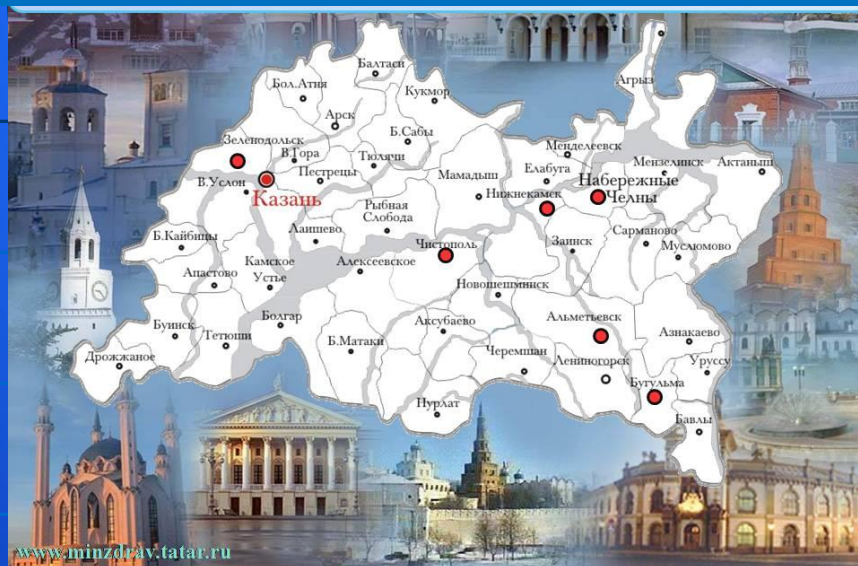 Балтаси
Агрыз
Бол.Атня
Кукмор
Арск
Б.Сабы
Зеленодольск
В.Гора
Тюлячи
Менделеевск
Мензелинск
Актаныш
Пестрецы
Мамадыш
Елабуга
Набережные
Челны
В.Услон
Казань
Нижнекамск
Рыбная
Слобода
Лаишево
Сарманово
Б.Кайбицы
Чистополь
Заинск
Муслюмово
Апастово
Камское
Устье
Алексеевское
Новошешминск
Болгар
Альметьевск
Буинск
Тетюши
Аксубаево
Азнакаево
Дрожжаное
Б.Матаки
Черемшан
Лениногорск
Уруссу
Бугульма
Нурлат
Бавлы
www.minzdrav.tatar.ru